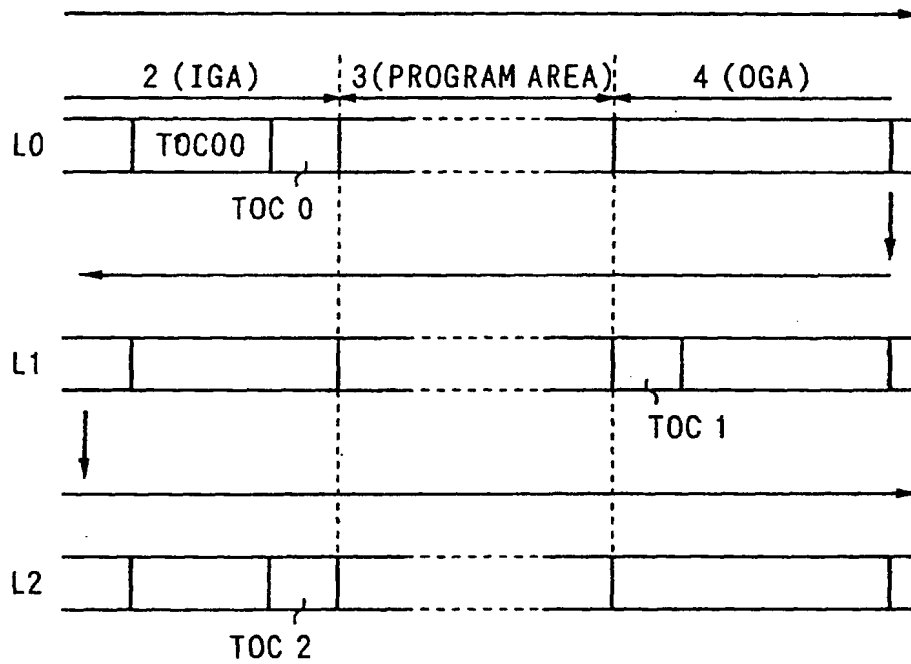 2 (IGA) 3(PROGRAM AREA) 4 (OGA)
L0 TOC00
TOC 0
L1
TOC 1
L2
TOC 2